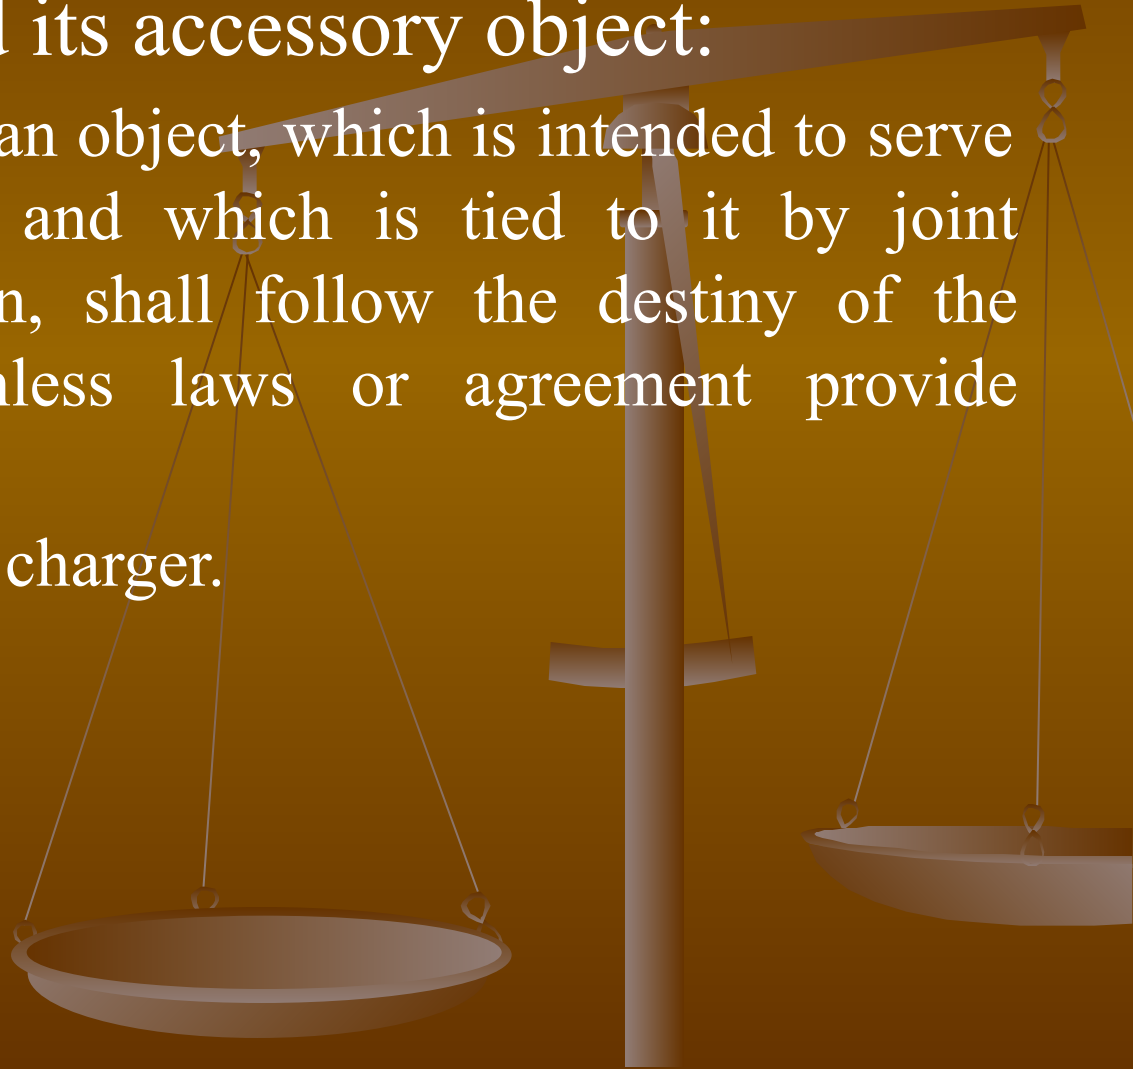 its accessory object:
an object, which is intended to serve
and which is tied to it by joint
shall follow the destiny of the
laws or agreement provide
charger.